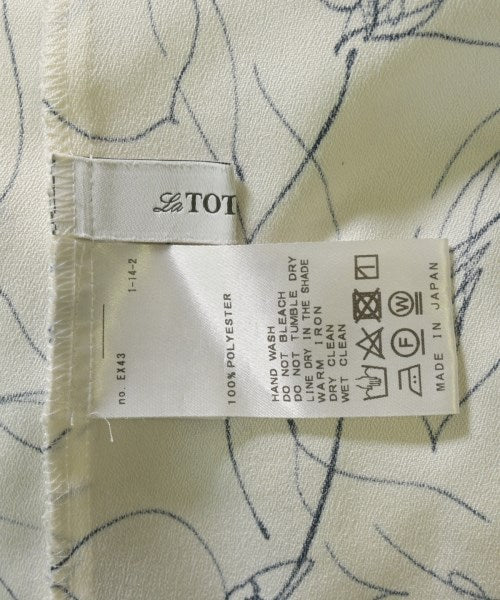 La TOT
no. EX43
1-14-2
100% POLYESTER
HAND WASH
DO NOT BLEACH
DO NOT TUMBLE DRY
LINE DRY IN THE SHADE
WARM IRON
DRY CLEAN
WET CLEAN
F
W
MADE IN JAPAN